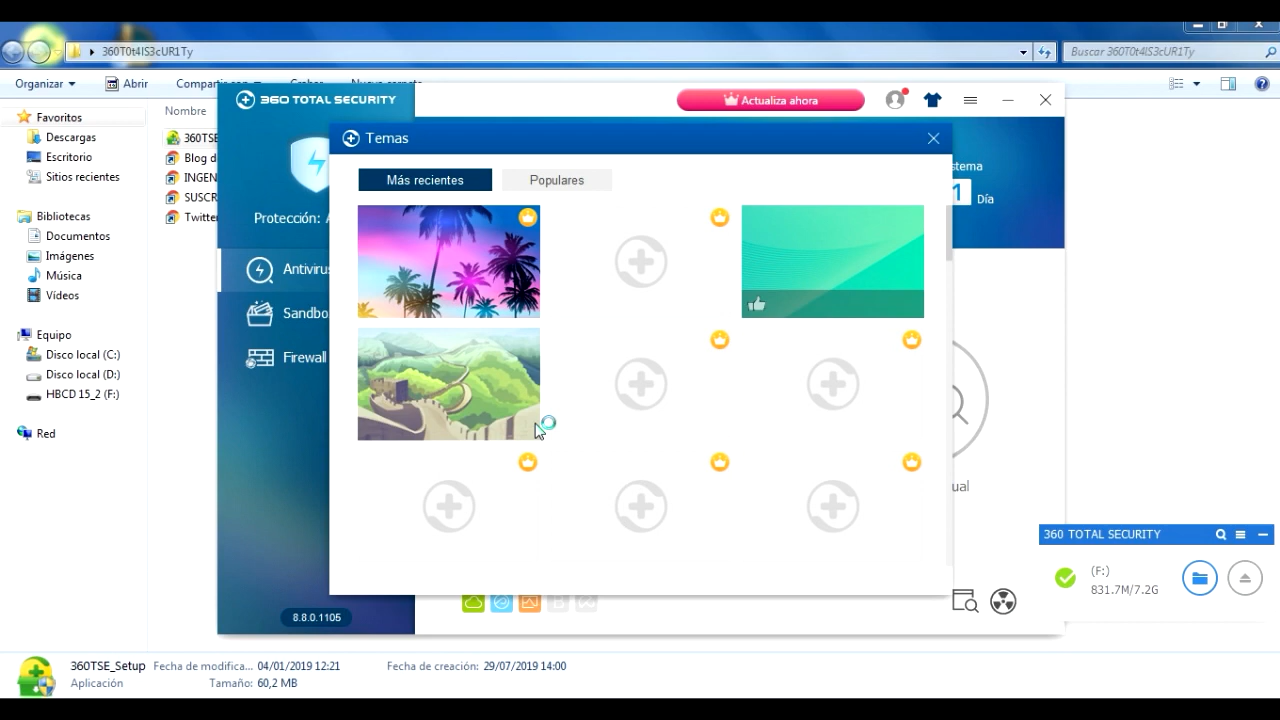 360T0t4lS3cUR1Ty
Buscar 360T0t4lS3cUR1Ty
Organizar
Abrir
Nombre
Favoritos
Descargas
Escritorio
Sitios recientes
Bibliotecas
Documentos
Imágenes
Música
Vídeos
Equipo
Disco local (C:)
Disco local (D:)
HBCD 15_2 (F:)
Red
360TSE
Blog d
INGEN
SUSCR
Twitte
360 TOTAL SECURITY
Actualiza ahora
Protección: A
Antivirus
Sandbo
Firewall
8.8.0.1105
Temas
Más recientes
Populares
stema
1 Día
ual
360 TOTAL SECURITY
(F:)
831.7M/7.2G
360TSE_Setup Fecha de modifica... 04/01/2019 12:21 Fecha de creación: 29/07/2019 14:00
Aplicación Tamaño: 60,2 MB